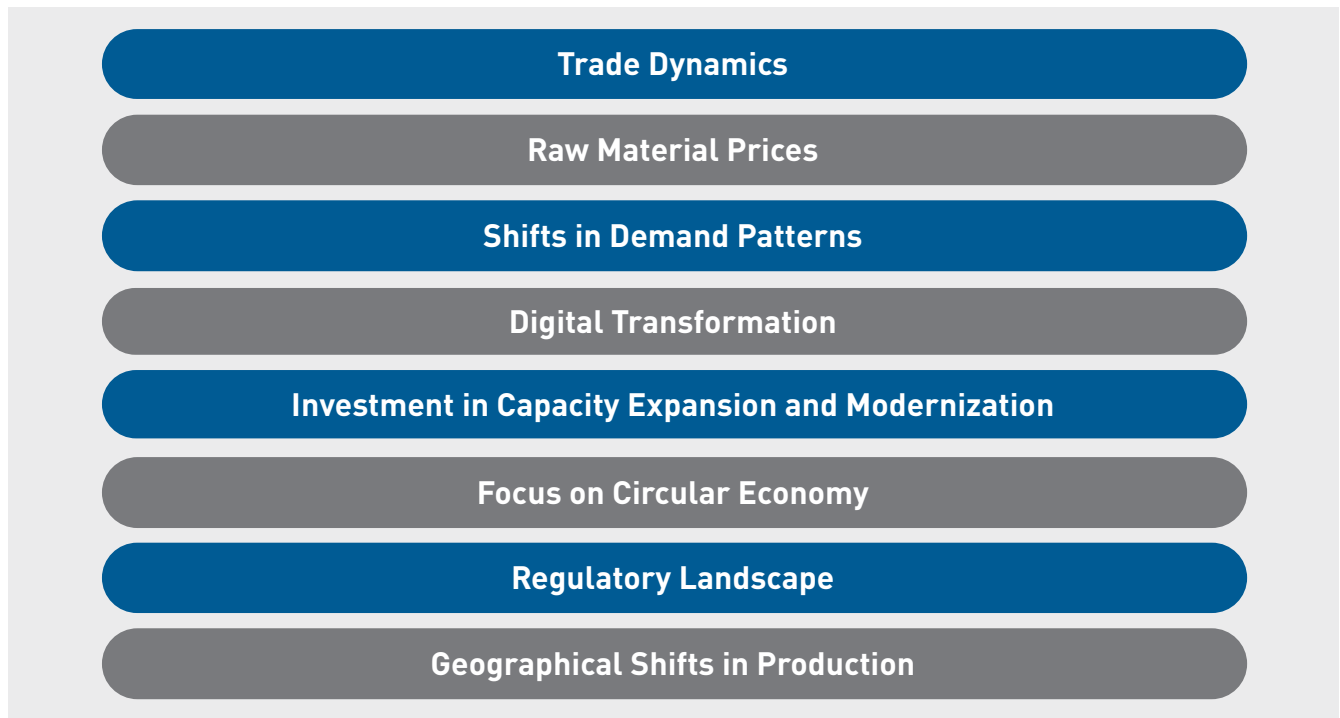 Trade Dynamics
Raw Material Prices
Shifts in Demand Patterns
Digital Transformation
Investment in Capacity Expansion and Modernization
Focus on Circular Economy
Regulatory Landscape
Geographical Shifts in Production